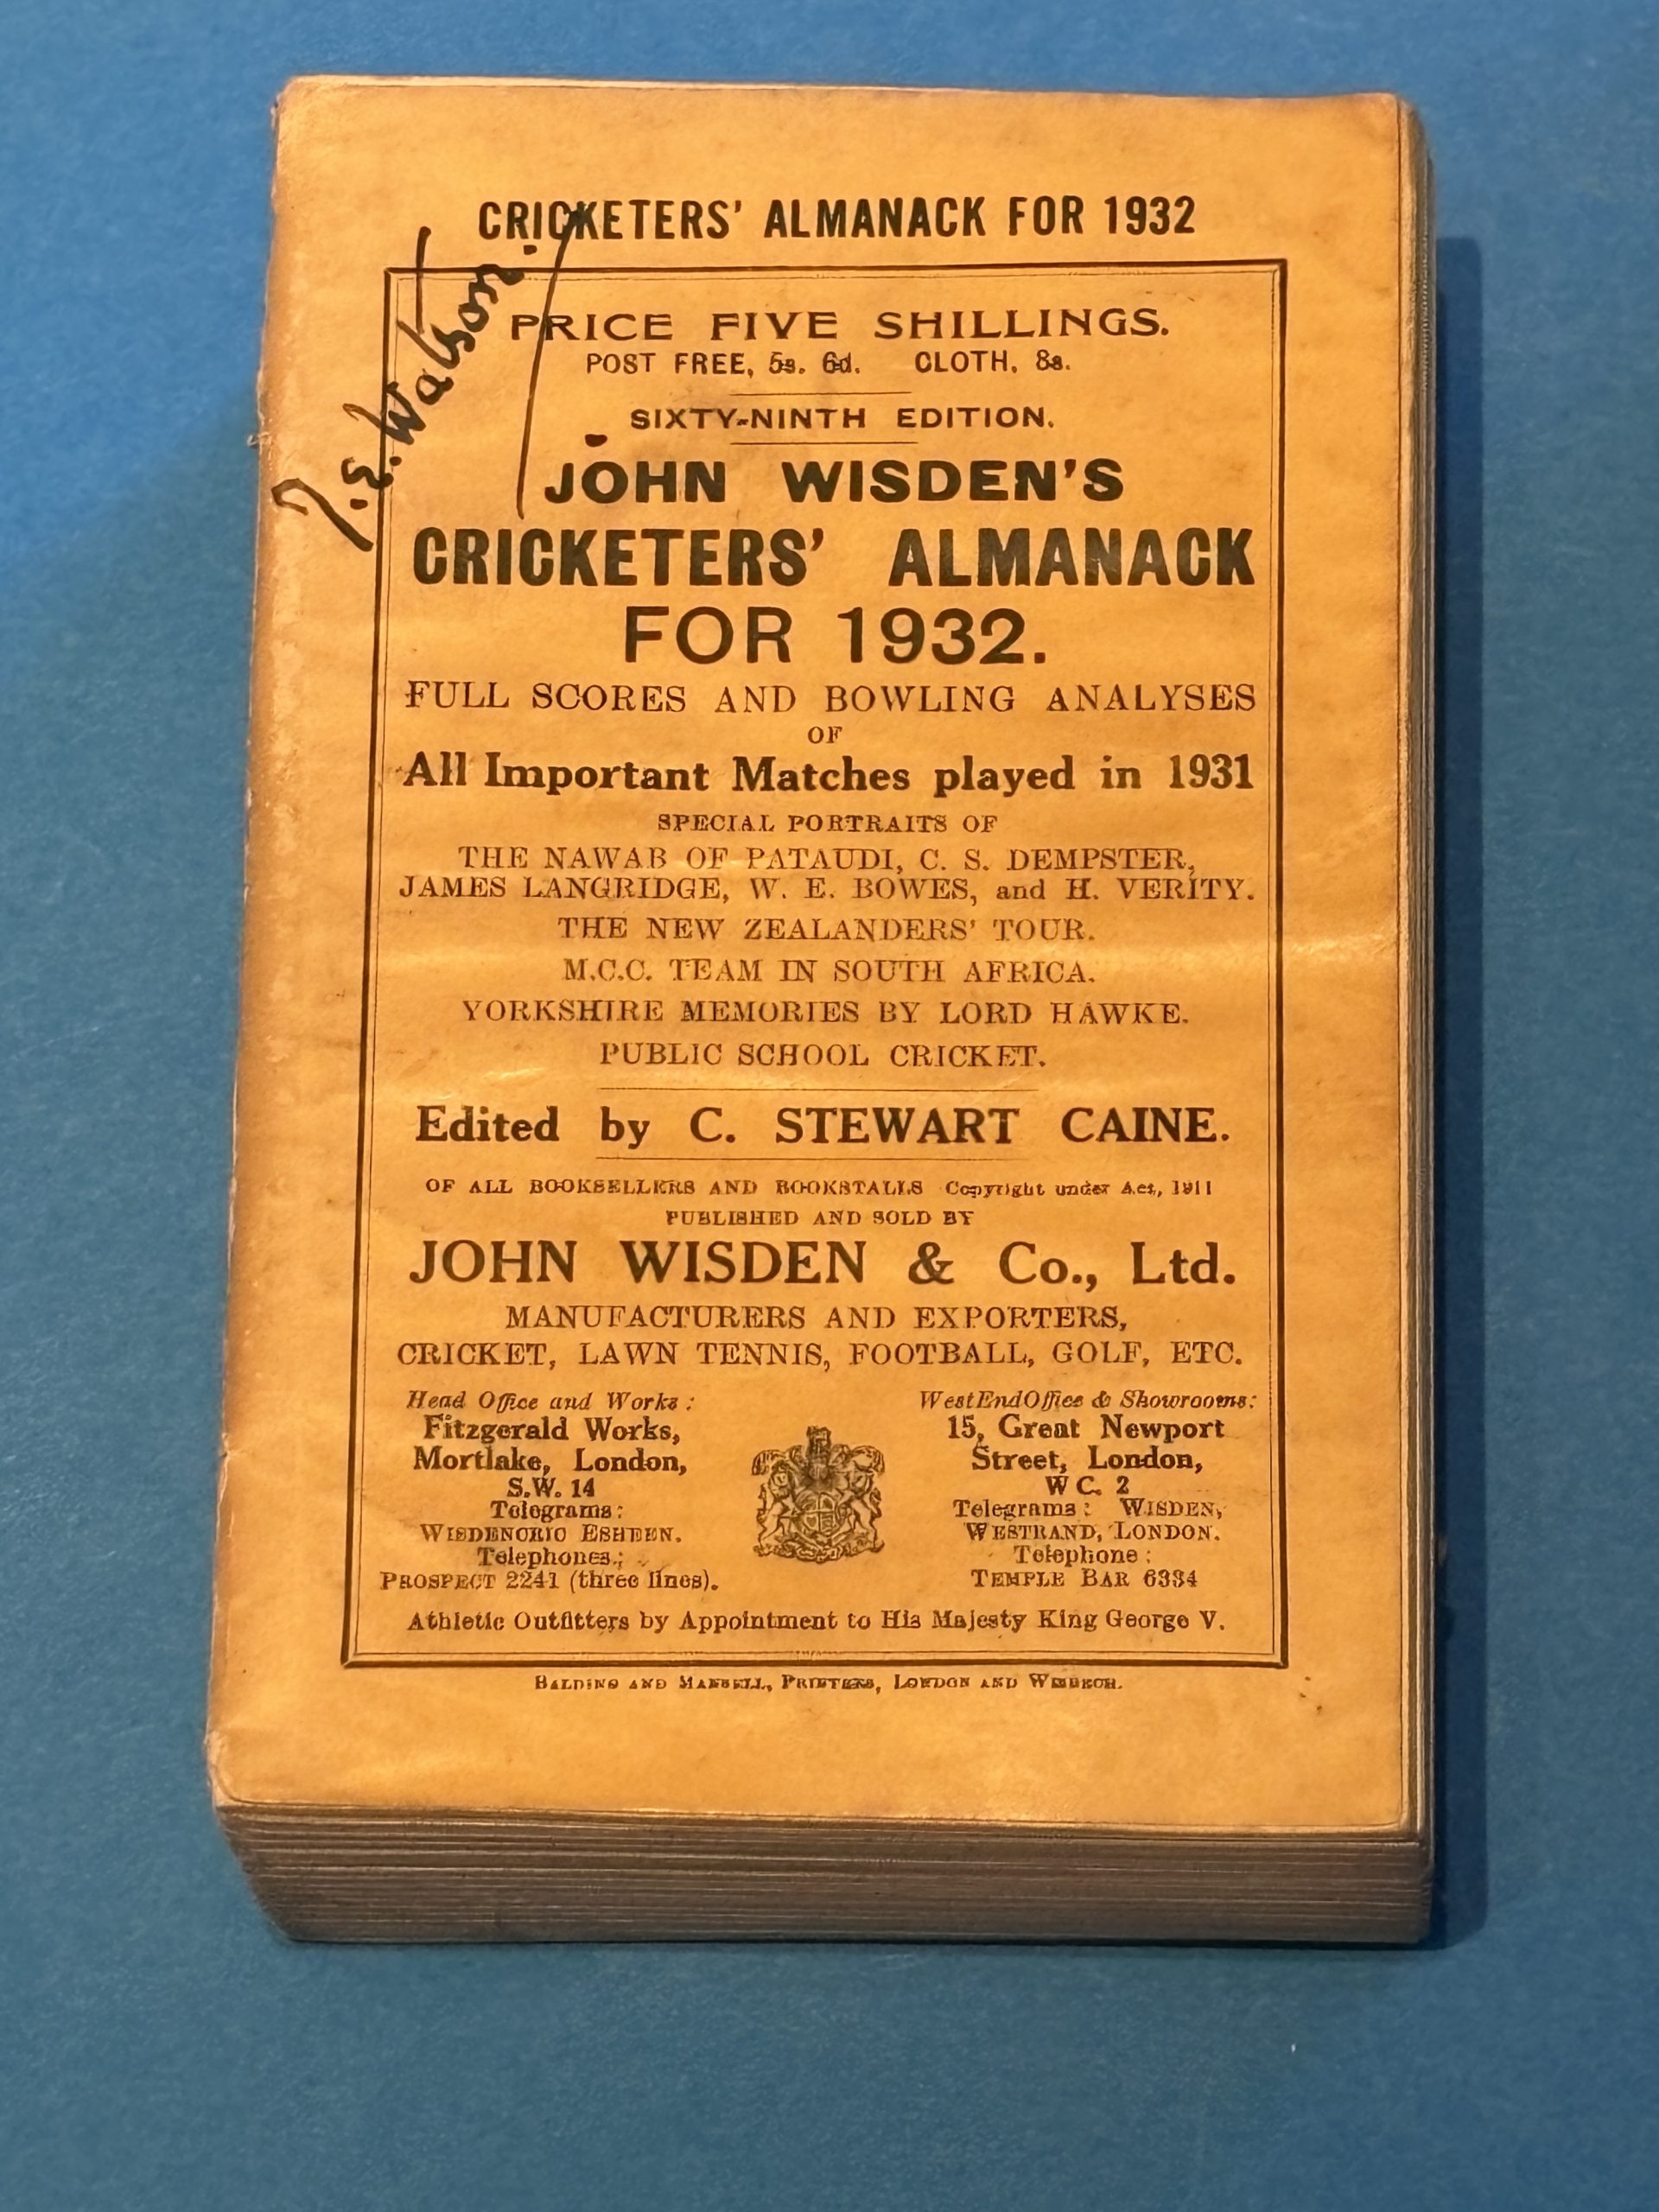 CRICKETERS' ALMANACK FOR 1932
Watson.
PRICE FIVE SHILLINGS.
POST FREE, 5s. 6d. CLOTH, 8s.
SIXTY-NINTH EDITION.
JOHN WISDEN'S
CRICKETERS' ALMANACK
FOR 1932.
FULL SCORES AND BOWLING ANALYSES
OF
All Important Matches played in 1931
SPECIAL PORTRAITS OF
THE NAWAB OF PATAUDI, C. S. DEMPSTER,
JAMES LANGRIDGE, W. E. BOWES, and H. VERITY.
THE NEW ZEALANDERS' TOUR.
M.C.C. TEAM IN SOUTH AFRICA.
YORKSHIRE MEMORIES BY LORD HAWKE.
PUBLIC SCHOOL CRICKET.
Edited by C. STEWART CAINE.
OF ALL BOOKSELLERS AND BOOKSTALLS Copyright under Act, 1911
PUBLISHED AND SOLD BY
JOHN WISDEN & Co., Ltd.
MANUFACTURERS AND EXPORTERS,
CRICKET, LAWN TENNIS, FOOTBALL, GOLF, ETC.
Head Office and Works:
Fitzgerald Works,
Mortlake, London,
S.W. 14
Telegrams:
Telephones:
PROSPECT 2241 (three lines).
West End Office & Showrooms:
15, Great Newport
Street, London,
W C. 2
Telegrams: WISDEN,
WESTRAND, LONDON.
Telephone:
TEMPLE BAR 6334
Athletic Outfitters by Appointment to His Majesty King George V.
BALDING AND MANSELL, PRINTERS, LONDON AND WISBECH.